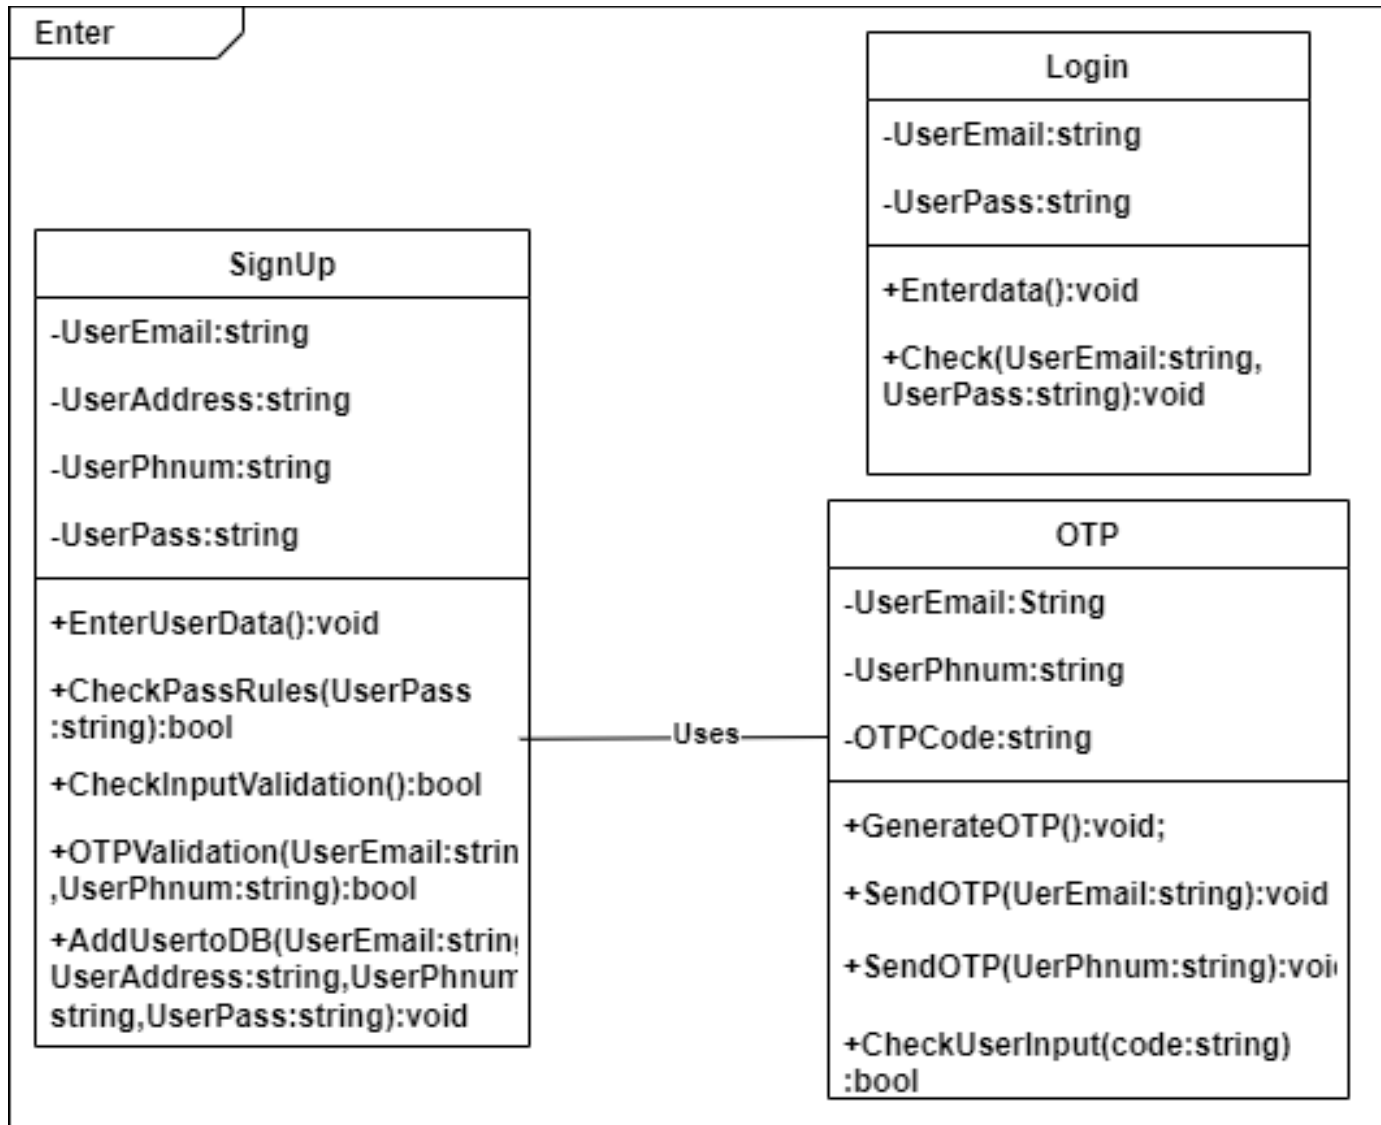 Enter
Login
-UserEmail:string
-UserPass:string
+Enterdata():void
+Check(UserEmail:string,
UserPass:string):void
SignUp
-UserEmail:string
-UserAddress:string
-UserPhnum:string
-UserPass:string
+EnterUserData():void
+CheckPassRules(UserPass
:string):bool
+CheckInputValidation():bool
+OTPValidation(UserEmail:strin
,UserPhnum:string):bool
+AddUsertoDB(UserEmail:string
UserAddress:string,UserPhnum
string,UserPass:string):void
Uses
OTP
-UserEmail:String
-UserPhnum:string
-OTPCode:string
+GenerateOTP():void;
+SendOTP(UerEmail:string):void
+SendOTP(UerPhnum:string):voi
+CheckUserInput(code:string)
:bool